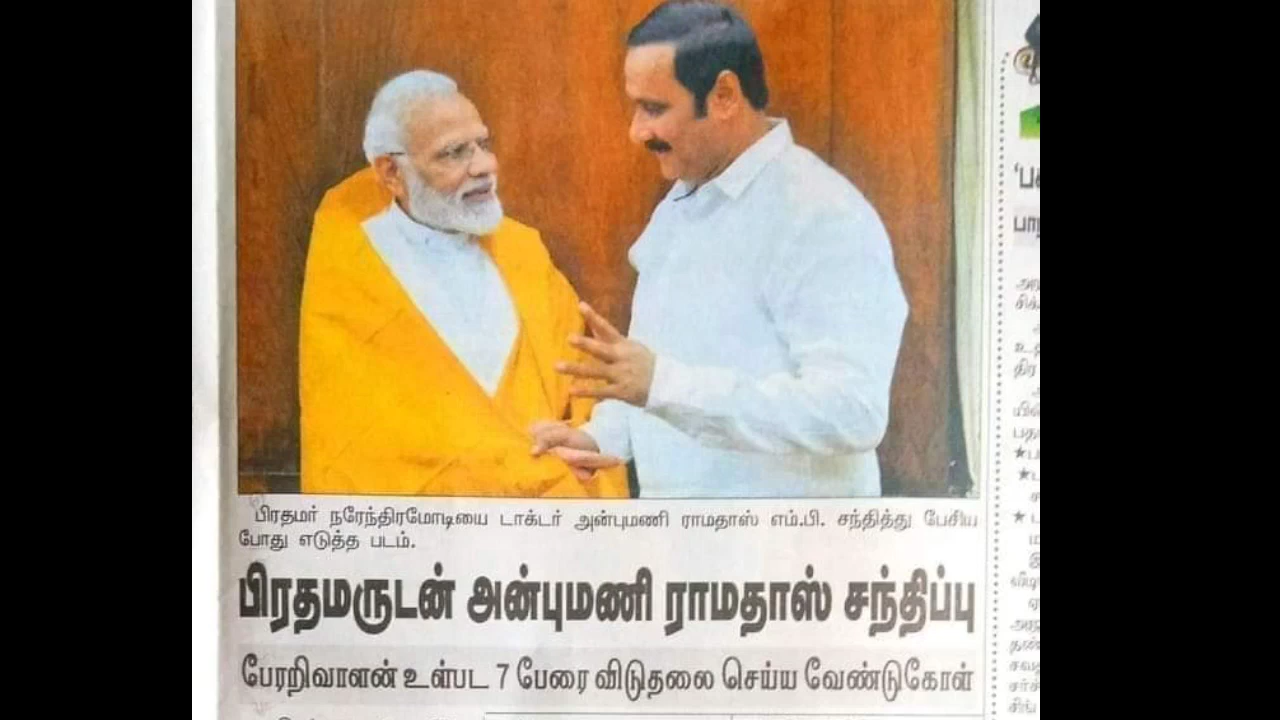 பிரதமர் நரேந்திரமோடியை டாக்டர் அன்புமணி ராமதாஸ் எம்.பி. சந்தித்து பேசிய
போது எடுத்த படம்.
பிரதமருடன் அன்புமணி ராமதாஸ் சந்திப்பு
பேரறிவாளன் உள்பட 7 பேரை விடுதலை செய்ய வேண்டுகோள்